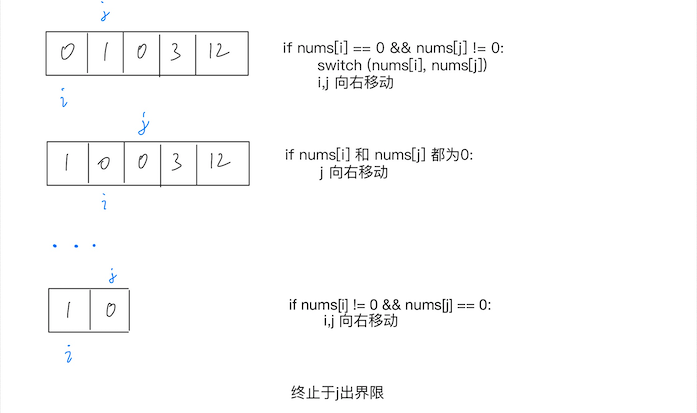 j
0 1 0 3 12
if nums[i] == 0 && nums[j] != 0:
switch (nums[i], nums[j])
i,j 向右移动
i
j
1 0 0 3 12
if nums[i] 和 nums[j] 都为0:
j 向右移动
i
...
j
1 0
if nums[i] != 0 && nums[j] == 0:
i,j 向右移动
i
终止于j出界限